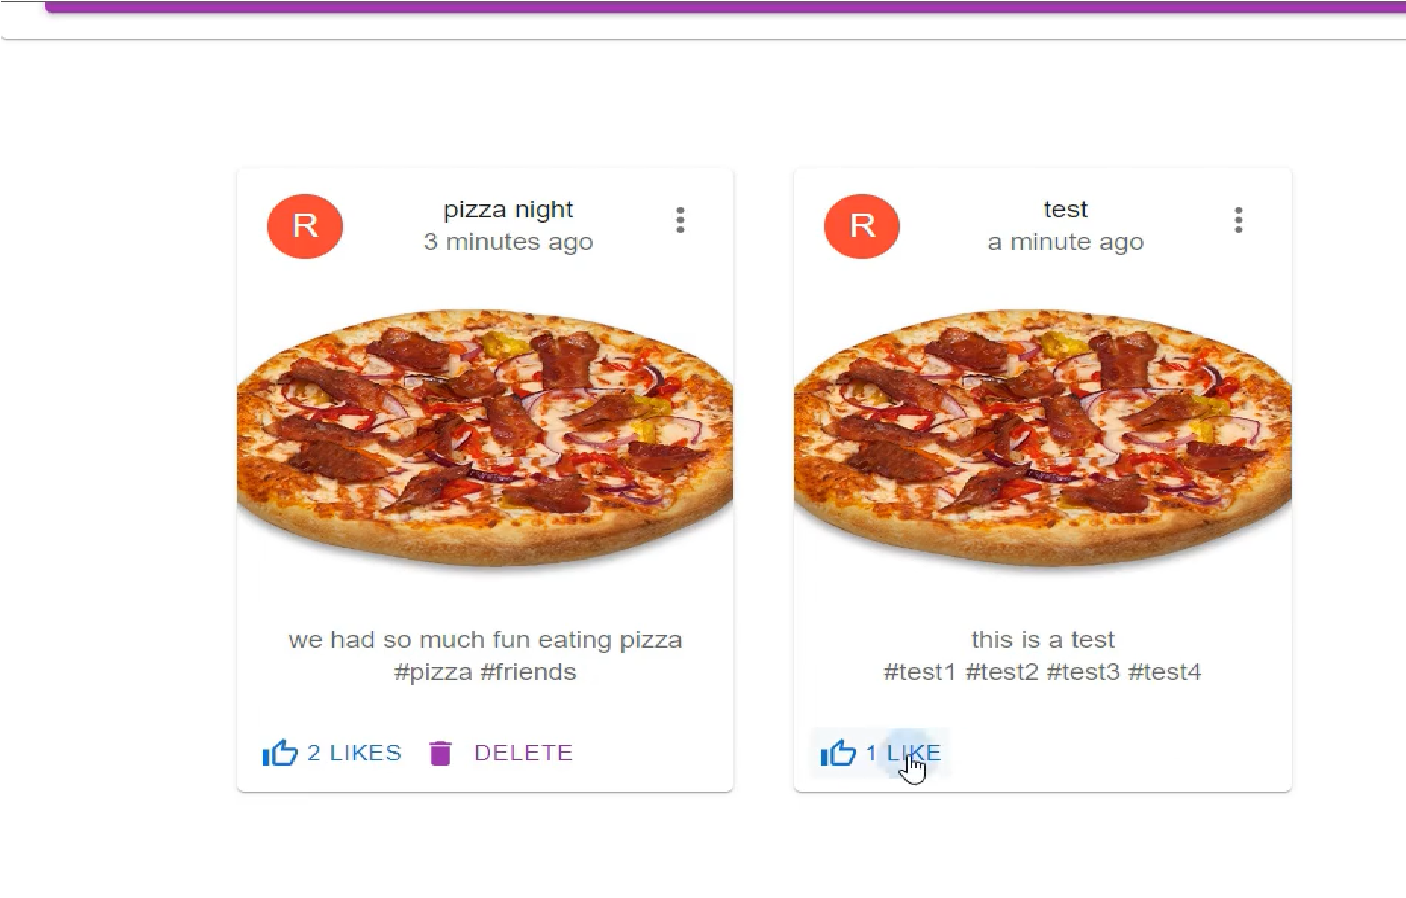 R
pizza night
3 minutes ago
we had so much fun eating pizza
#pizza #friends
2 LIKES
DELETE
R
test
a minute ago
this is a test
#test1 #test2 #test3 #test4
1 LIKE